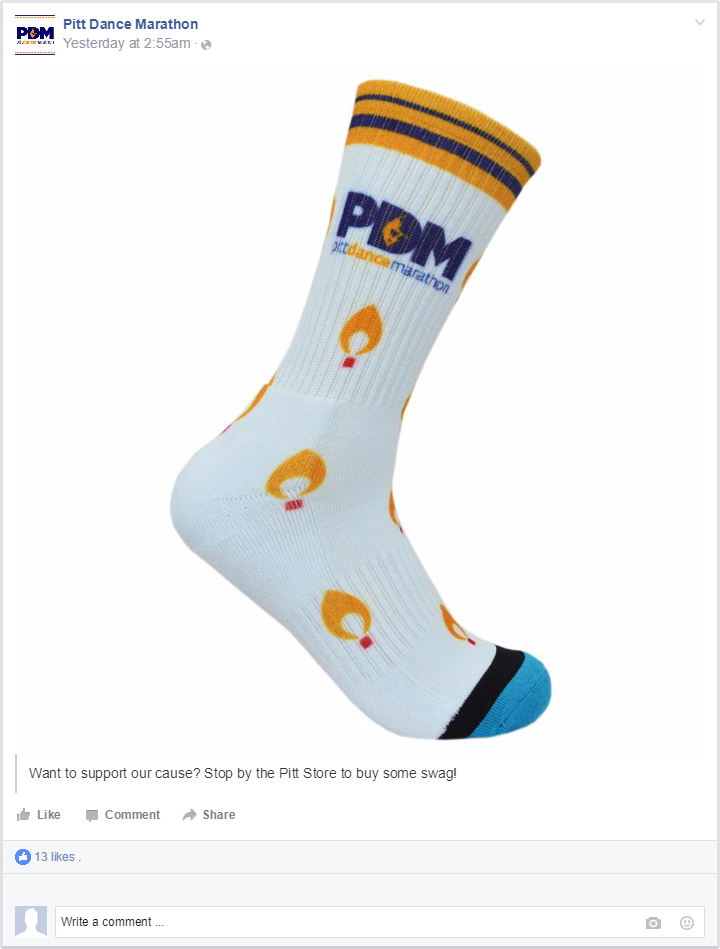 PDM
Pitt Dance Marathon
Yesterday at 2:55am ·
PDM
pittdancemarathon
Want to support our cause? Stop by the Pitt Store to buy some swag!
Like Comment Share
13 likes .
Write a comment ...